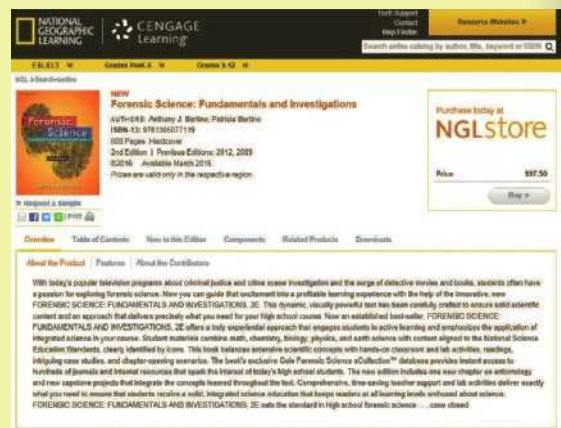 NATIONAL
GEOGRAPHIC
LEARNING
CENGAGE
Learning
Tech Support
Contact
Rep Finder
Resource Websites »
Search entire catalog by author, title, keyword or ISBN
Grades PreK-8
Grades 6-12
Forensic Science
NEW
Forensic Science: Fundamentals and Investigations
AUTHORS: Anthony J. Bertino, Patricia Bertino
ISBN-13:
Pages Hardcover
2nd Edition | Previous Editions: 2012, 2009
©2016 Available March 2015
Prices are valid only in the respective region
Purchase today at
NGLstore
Price $97.50
Buy »
» Request a Sample
PRINT
Overview Table of Contents New to this Edition Components Related Products Downloads
About the Product | Features | About the Contributors
With today's popular television programs about criminal justice and crime scene investigation and the surge of detective movies and books, students often have
a passion for exploring forensic science. Now you can guide that excitement into a profitable learning experience with the help of the innovative, new
FORENSIC SCIENCE: FUNDAMENTALS AND INVESTIGATIONS, 2E. This dynamic, visually powerful text has been carefully crafted to ensure solid scientific
content and an approach that delivers precisely what you need for your high school course. Now an established best-seller, FORENSIC SCIENCE:
FUNDAMENTALS AND INVESTIGATIONS, 2E offers a truly experiential approach that engages students in active learning and emphasizes the application of
integrated science in your course. Student materials combine math, chemistry, biology, physics, and earth science with content aligned to the National Science
Education Standards, clearly identified by icons. This book balances extensive scientific concepts with hands-on classroom and lab activities, readings,
intriguing case studies, and chapter-opening scenarios. The book's exclusive Gale Forensic Science eCollection™ database provides instant access to
hundreds of journals and Internet resources that spark the interest of today's high school students. The new edition includes one new chapter on entomology
and new capstone projects that integrate the concepts learned throughout the text. Comprehensive, time-saving teacher support and lab activities deliver exactly
what you need to ensure that students receive a solid, integrated science education that keeps readers at all learning levels enthused about science.
FORENSIC SCIENCE: FUNDAMENTALS AND INVESTIGATIONS, 2E sets the standard in high school forensic science . . . case closed.